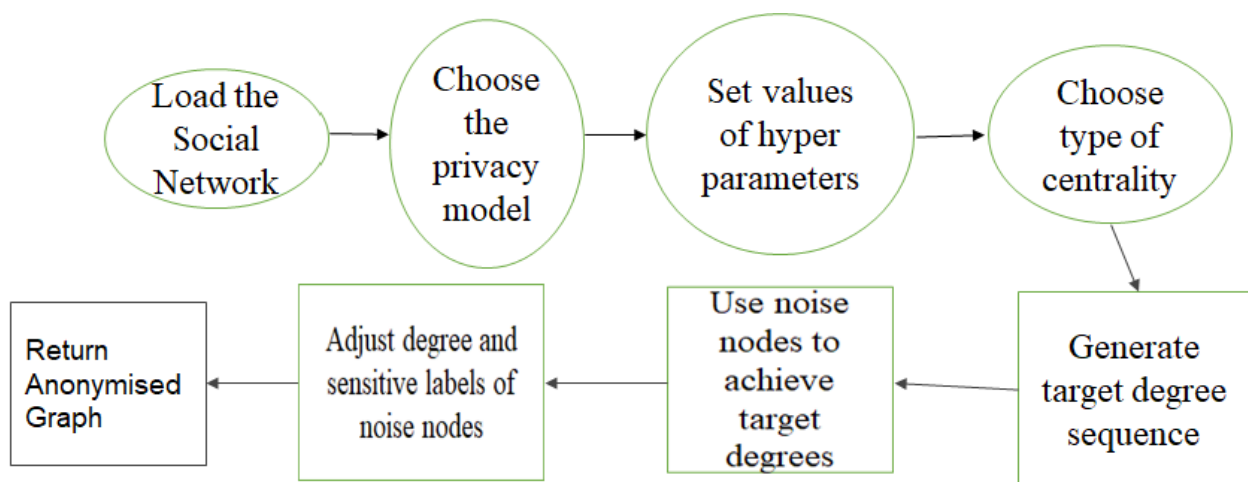 Load the
Social
Network
Choose
the
privacy
model
Set values
of hyper
parameters
Choose
type of
centrality
Generate
target degree
sequence
Use noise
nodes to
achieve
target
degrees
Adjust degree and
sensitive labels of
noise nodes
Return
Anonymised
Graph